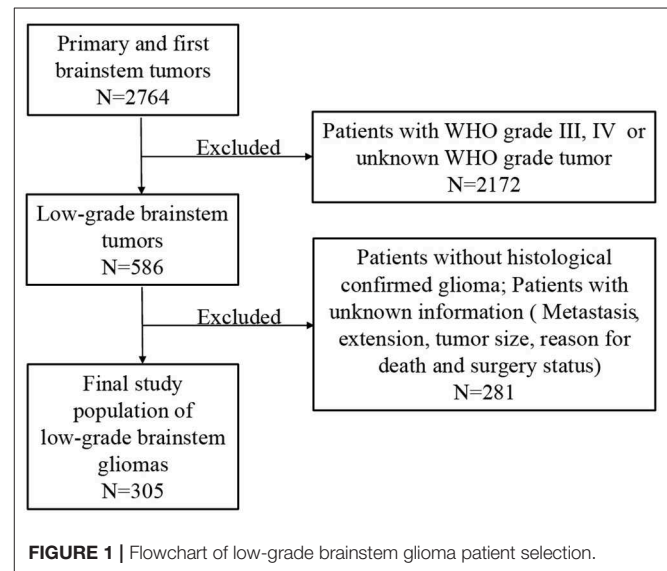 Primary and first
brainstem tumors
N=2764
Excluded
Patients with WHO grade III, IV or
unknown WHO grade tumor
N=2172
Low-grade brainstem
tumors
N=586
Excluded
Patients without histological
confirmed glioma; Patients with
unknown information ( Metastasis,
extension, tumor size, reason for
death and surgery status)
N=281
Final study
population of
low-grade brainstem
gliomas
N=305
FIGURE 1 | Flowchart of low-grade brainstem glioma patient selection.